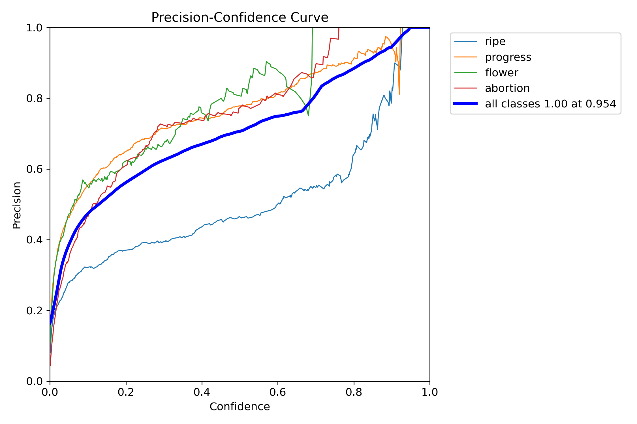 Precision-Confidence Curve
1.0
0.8
0.6
0.4
0.2
0.0
Precision
0.0 0.2 0.4 0.6 0.8 1.0
Confidence
ripe
progress
flower
abortion
all classes 1.00 at 0.954